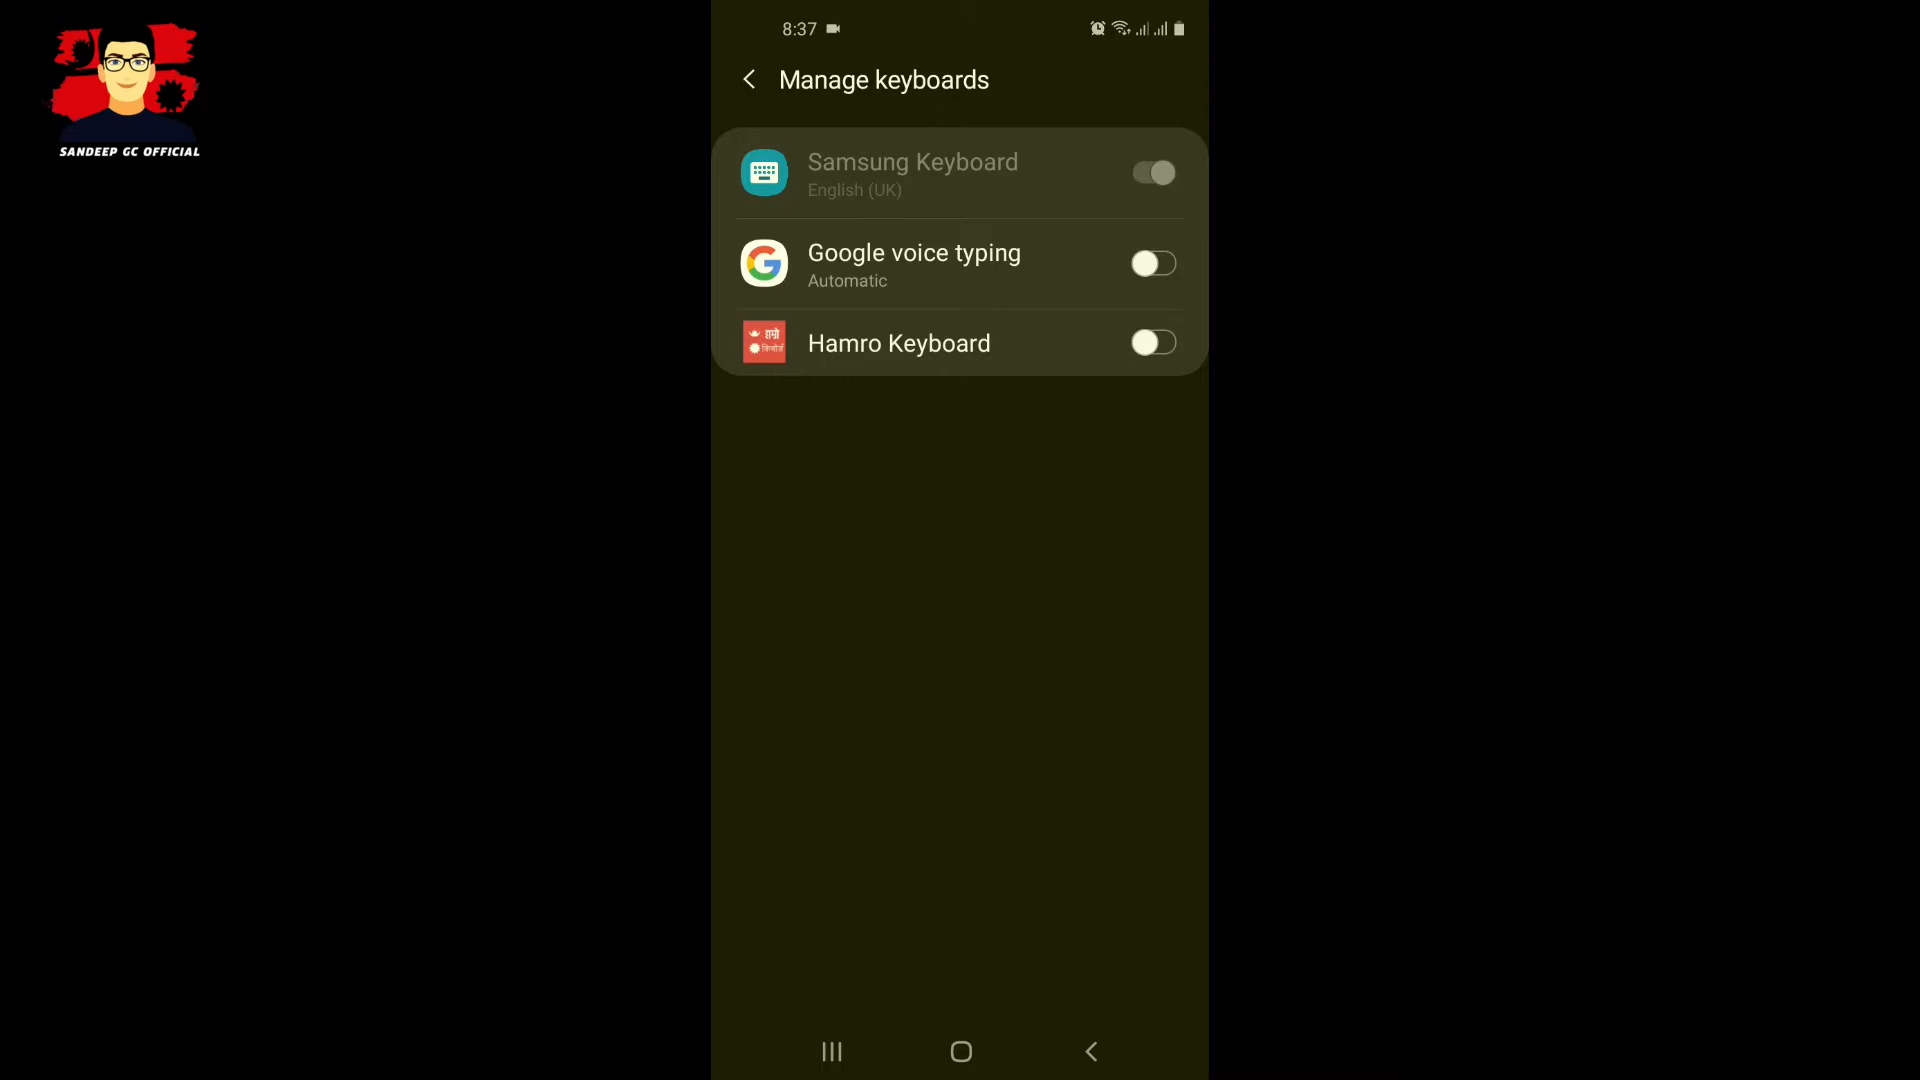 SANDEEP GC OFFICIAL
8:37
Manage keyboards
Samsung Keyboard
English (UK)
Google voice typing
Automatic
हाम्रो
किबोर्ड
Hamro Keyboard